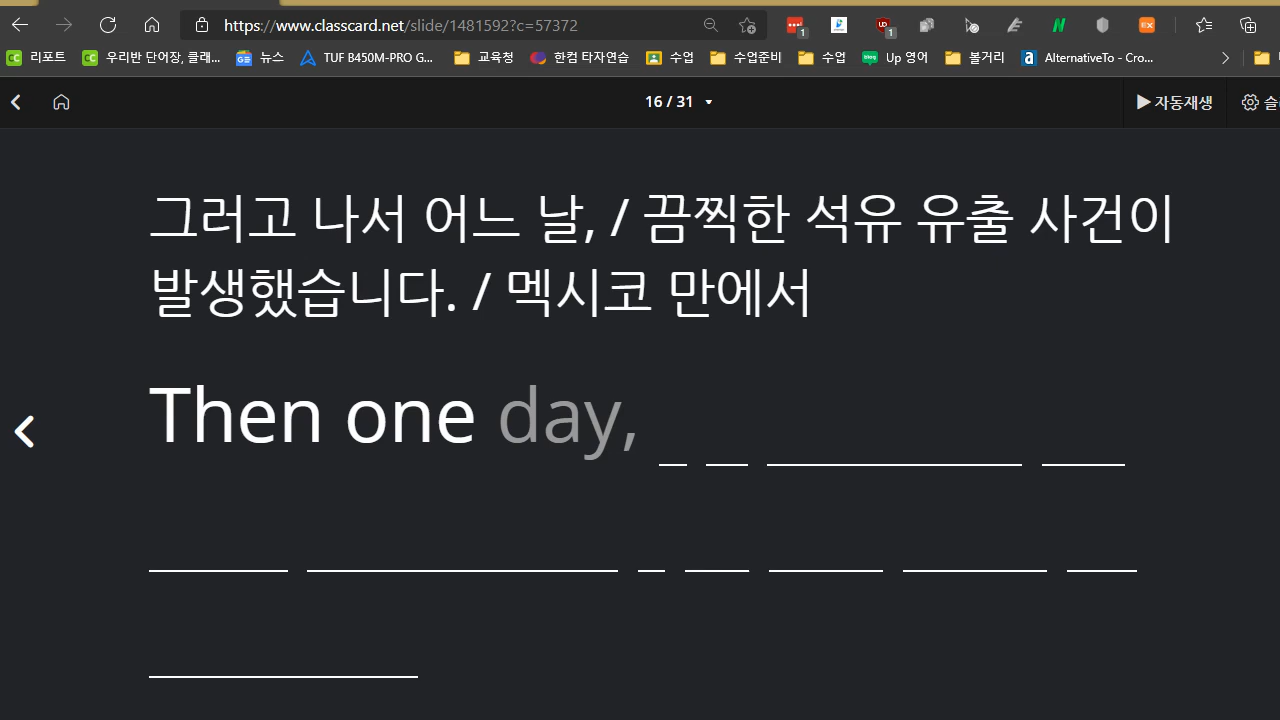 https://www.classcard.net/slide/1481592?c=57372
1 1
리포트 우리반 단어장, 클래... 뉴스 TUF B450M-PRO G... 교육청 한컴 타자연습 수업 수업준비 수업 Up 영어 볼거리 AlternativeTo - Cro...
16 / 31 자동재생
그러고 나서 어느 날, / 끔찍한 석유 유출 사건이
발생했습니다. / 멕시코 만에서
Then one day,